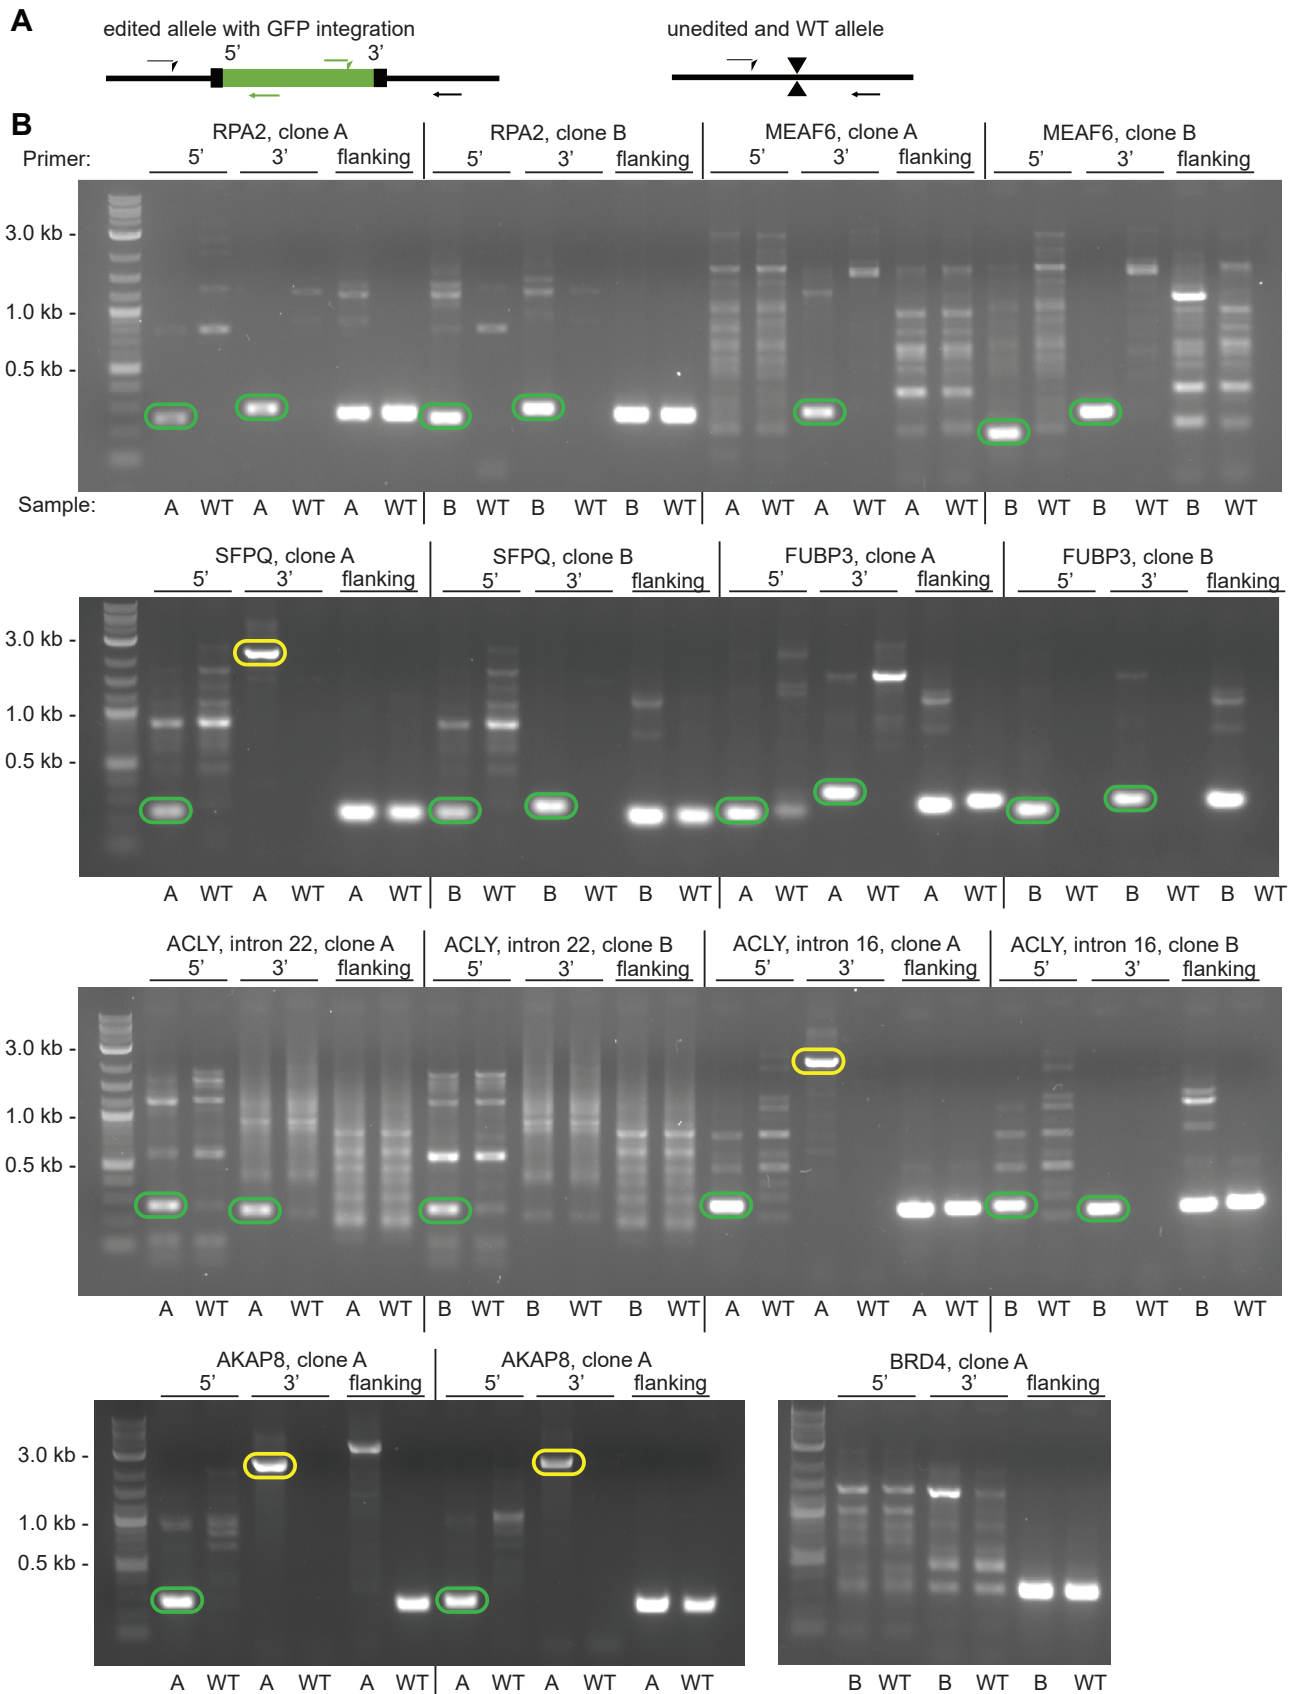 A
edited allele with GFP integration
unedited and WT allele
5’ 3’
B
RPA2, clone A RPA2, clone B MEAF6, clone A MEAF6, clone B
Primer: 5’ 3’ flanking 5’ 3’ flanking 5’ 3’ flanking 5’ 3’ flanking
3.0 kb -
1.0 kb -
0.5 kb -
Sample: A WT A WT A WT B WT B WT B WT A WT A WT A WT B WT B WT B WT
SFPQ, clone A SFPQ, clone B FUBP3, clone A FUBP3, clone B
5’ 3’ flanking 5’ 3’ flanking 5’ 3’ flanking 5’ 3’ flanking
3.0 kb -
1.0 kb -
0.5 kb -
A WT A WT A WT B WT B WT B WT A WT A WT A WT B WT B WT B WT
ACLY, intron 22, clone A ACLY, intron 22, clone B ACLY, intron 16, clone A ACLY, intron 16, clone B
5’ 3’ flanking 5’ 3’ flanking 5’ 3’ flanking 5’ 3’ flanking
3.0 kb -
1.0 kb -
0.5 kb -
A WT A WT A WT B WT B WT B WT A WT A WT A WT B WT B WT B WT
AKAP8, clone A AKAP8, clone A BRD4, clone A
5’ 3’ flanking 5’ 3’ flanking 5’ 3’ flanking
3.0 kb -
1.0 kb -
0.5 kb -
A WT A WT A WT A WT A WT A WT B WT B WT B WT